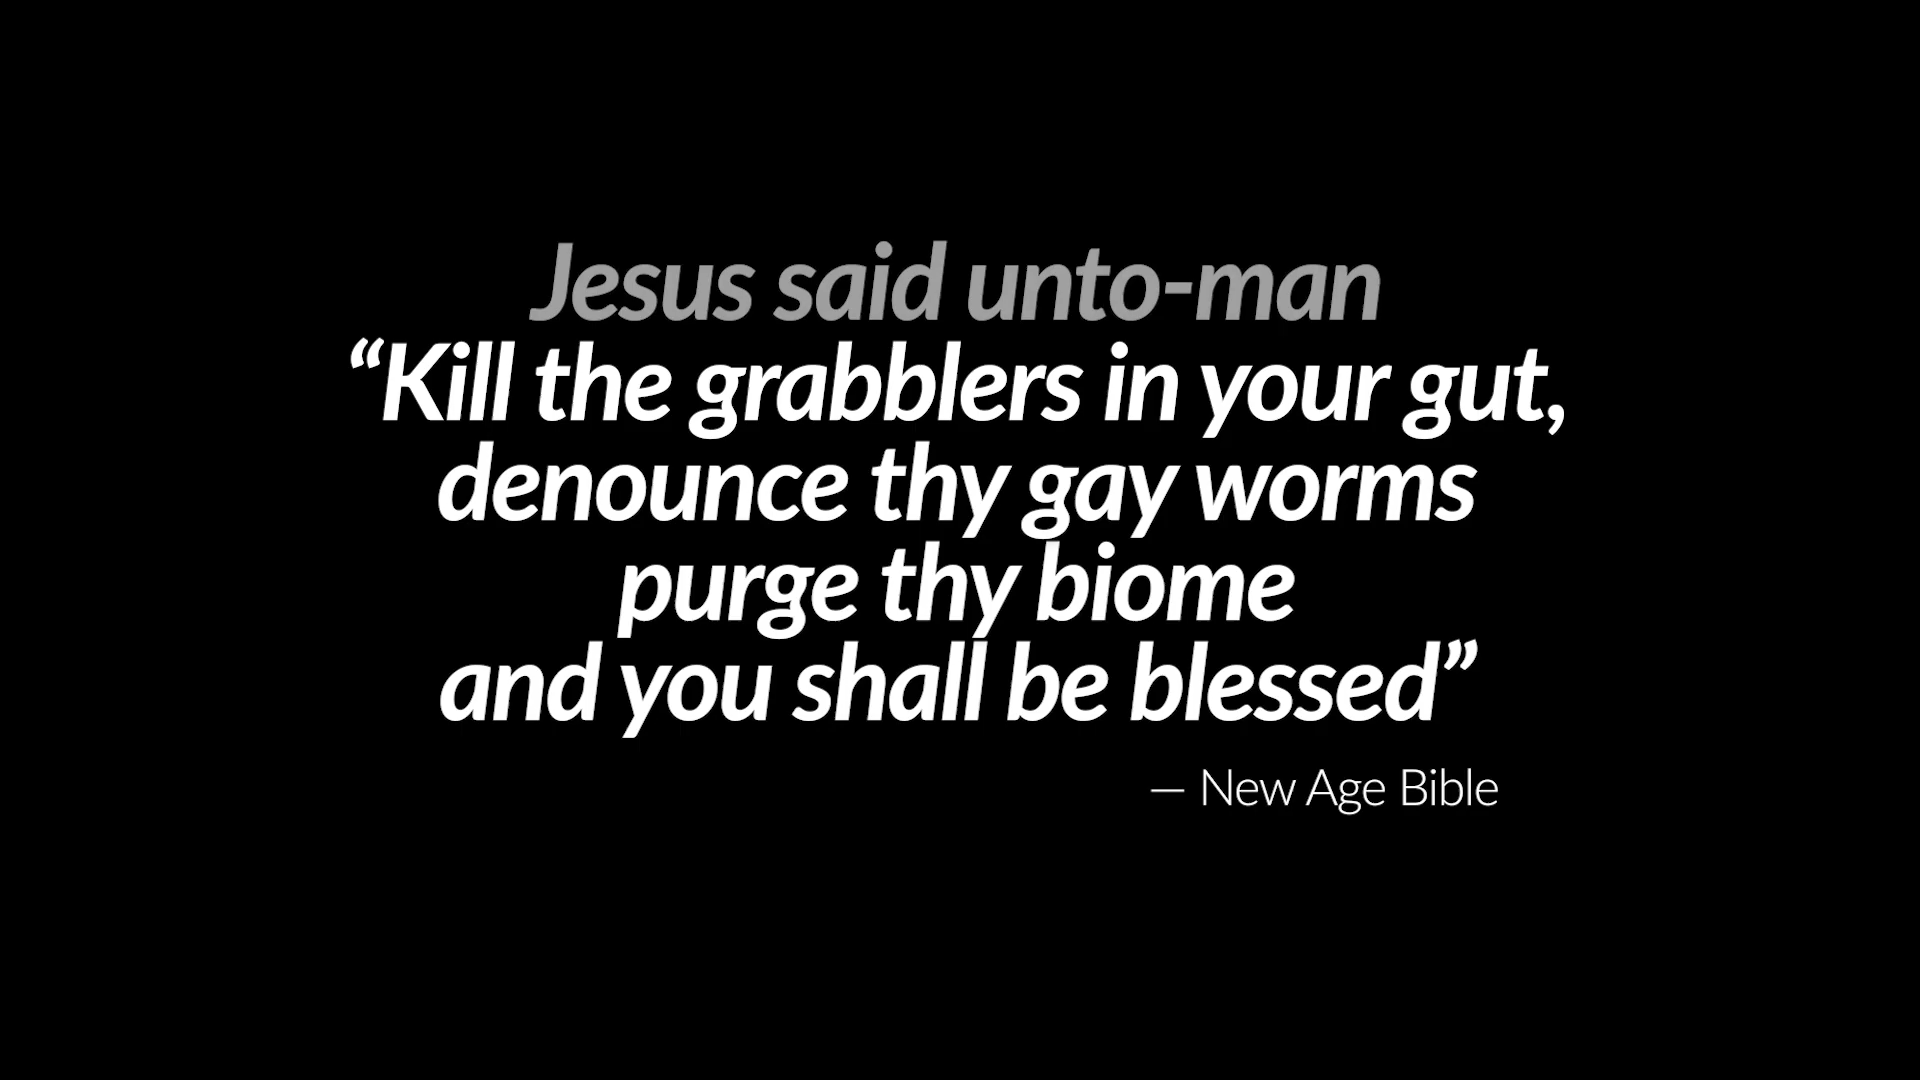 Jesus said unto-man
“Kill the grabblers in your gut,
denounce thy gay worms
purge thy biome
and you shall be blessed”
— New Age Bible